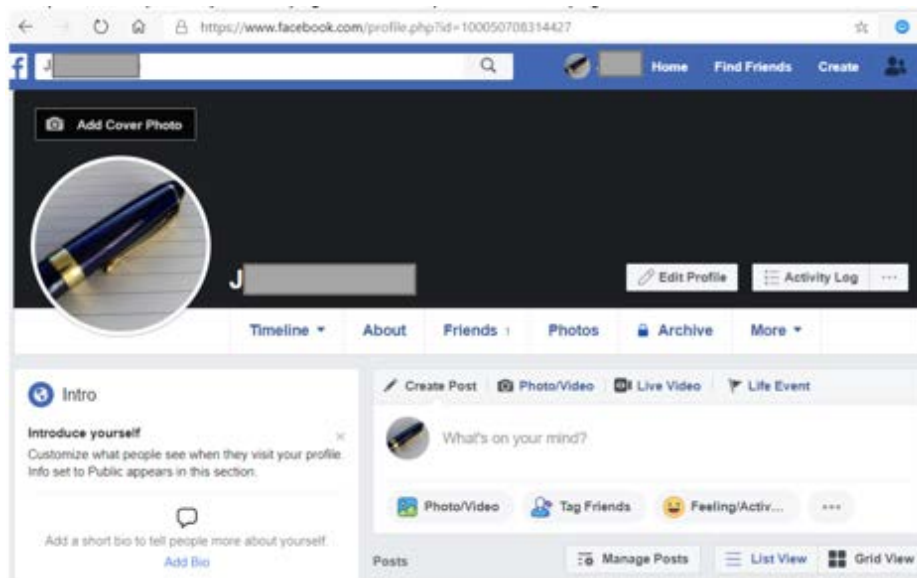 https://www.facebook.com/profile.php?id=100050708314427
f J
Home Find Friends Create
Add Cover Photo
J
Edit Profile Activity Log ...
Timeline About Friends 1 Photos Archive More
Intro
Introduce yourself
Customize what people see when they visit your profile.
Info set to Public appears in this section.
Add a short bio to tell people more about yourself.
Add Bio
Create Post Photo/Video Live Video Life Event
What's on your mind?
Photo/Video Tag Friends Feeling/Activ... ...
Posts Manage Posts List View Grid View